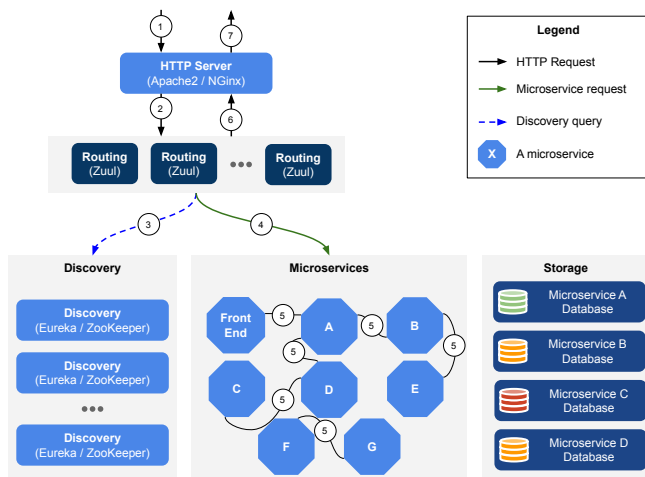 1
7
HTTP Server
(Apache2 / NGinx)
2
6
Routing
(Zuul)
Routing
(Zuul)
Routing
(Zuul)
3
4
Legend
HTTP Request
Microservice request
Discovery query
X
A microservice
Discovery
Discovery
(Eureka / ZooKeeper)
Discovery
(Eureka / ZooKeeper)
Discovery
(Eureka / ZooKeeper)
Microservices
Front
End
5
A
5
B
5
5
C
5
D
E
F
5
G
Storage
Microservice A
Database
Microservice B
Database
Microservice C
Database
Microservice D
Database